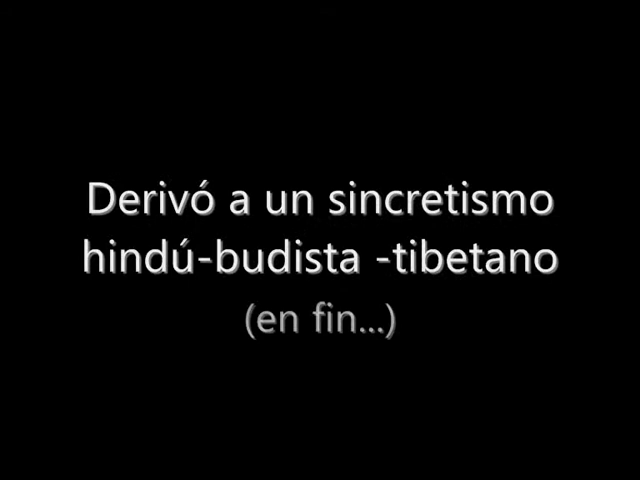 Derivó a un sincretismo
hindú-budista -tibetano
(en fin...)